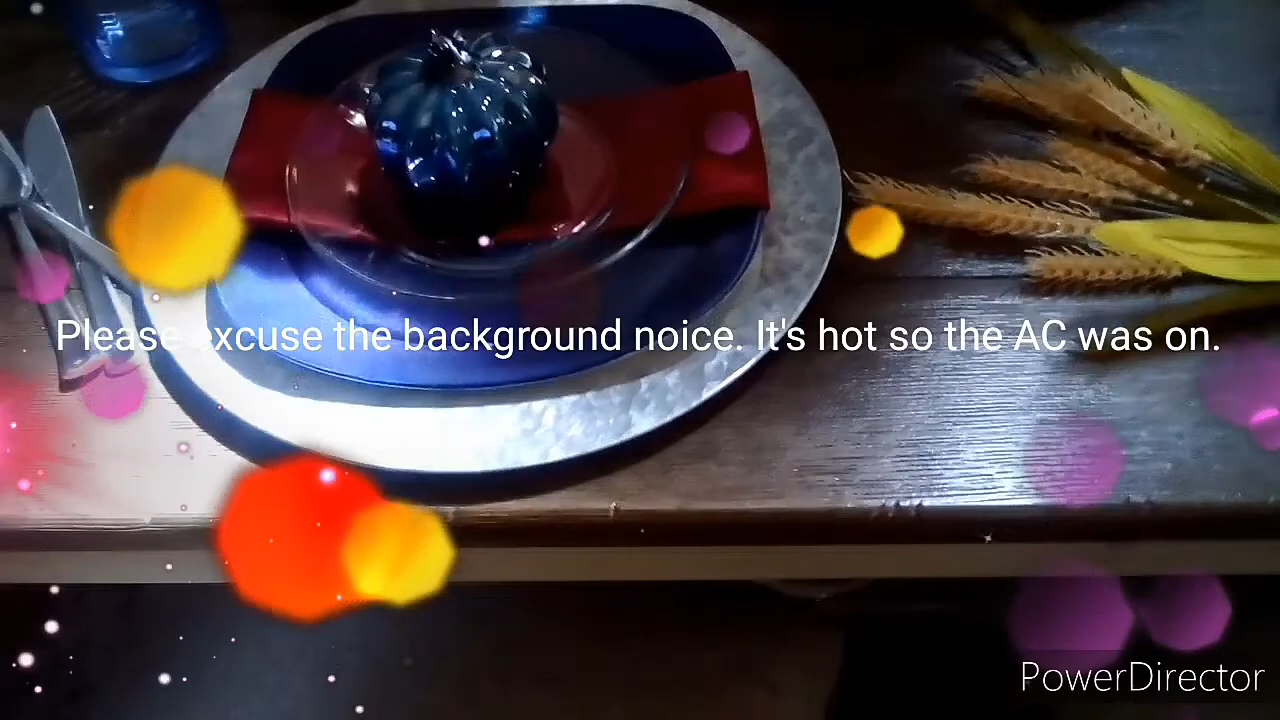 Please excuse the background noice. It's hot so the AC was on.
PowerDirector